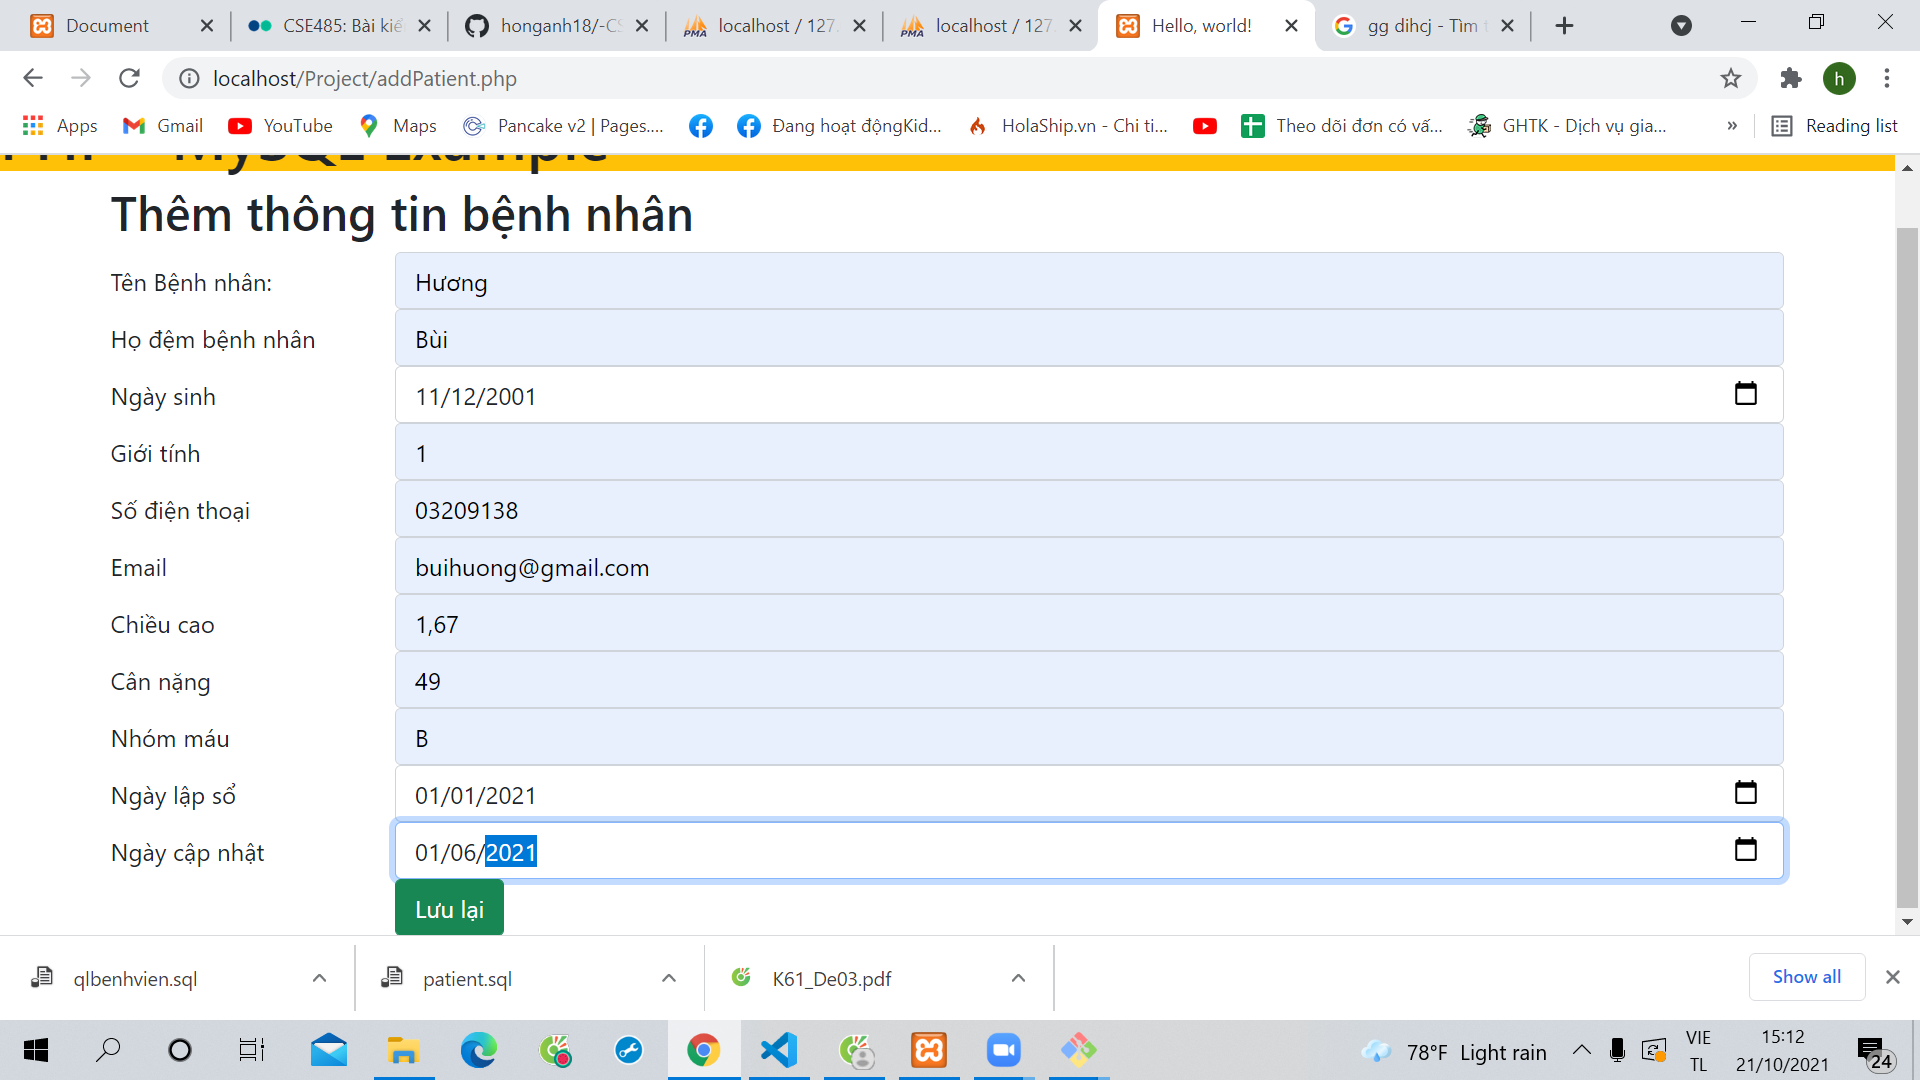 Document
CSE485: Bài kiể
honganh18/-CS
localhost / 127.
localhost / 127.
Hello, world!
gg dihcj - Tìm
localhost/Project/addPatient.php
h
Apps
Gmail
YouTube
Maps
Pancake v2 | Pages....
Đang hoạt độngKid...
HolaShip.vn - Chi ti...
Theo dõi đơn có vấ...
GHTK - Dịch vụ gia...
»
Reading list
MySQL Example
Thêm thông tin bệnh nhân
Tên Bệnh nhân: Hương
Họ đệm bệnh nhân Bùi
Ngày sinh 11/12/2001
Giới tính 1
Số điện thoại 03209138
Email buihuong@gmail.com
Chiều cao 1,67
Cân nặng 49
Nhóm máu B
Ngày lập sổ 01/01/2021
Ngày cập nhật 01/06/2021
Lưu lại
qlbenhvien.sql
patient.sql
K61_De03.pdf
Show all
78°F Light rain
VIE
TL
15:12
21/10/2021
24